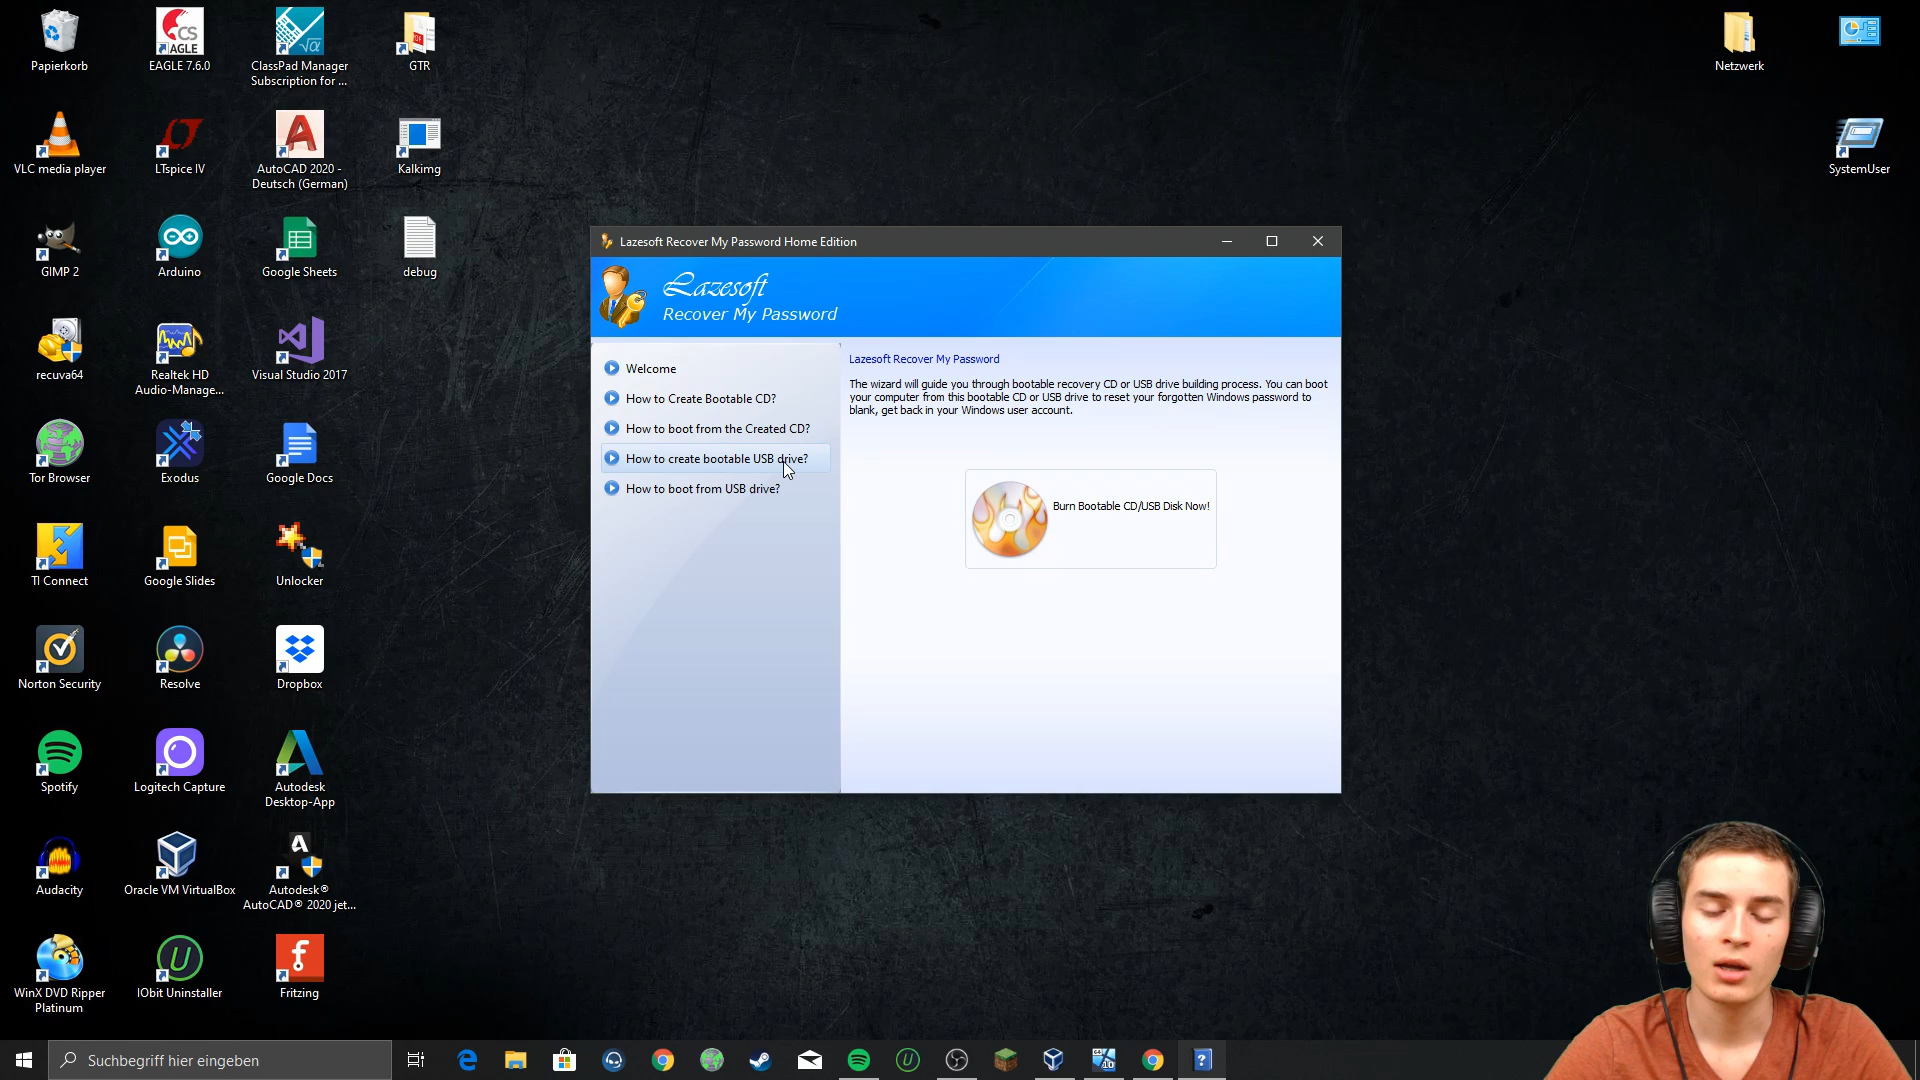 Papierkorb
EAGLE 7.6.0
ClassPad Manager
Subscription for ...
GTR
Netzwerk
VLC media player
LTspice IV
AutoCAD 2020 -
Deutsch (German)
Kalkimg
SystemUser
GIMP 2
Arduino
Google Sheets
debug
recuva64
Realtek HD
Audio-Manage...
Visual Studio 2017
Tor Browser
Exodus
Google Docs
TI Connect
Google Slides
Unlocker
Norton Security
Resolve
Dropbox
Spotify
Logitech Capture
Autodesk
Desktop-App
Audacity
Oracle VM VirtualBox
Autodesk®
AutoCAD® 2020 jet...
WinX DVD Ripper
Platinum
IObit Uninstaller
Fritzing
Lazesoft Recover My Password Home Edition
Lazesoft
Recover My Password
Welcome
How to Create Bootable CD?
How to boot from the Created CD?
How to create bootable USB drive?
How to boot from USB drive?
Lazesoft Recover My Password
The wizard will guide you through bootable recovery CD or USB drive building process. You can boot
your computer from this bootable CD or USB drive to reset your forgotten Windows password to
blank, get back in your Windows user account.
Burn Bootable CD/USB Disk Now!
Suchbegriff hier eingeben